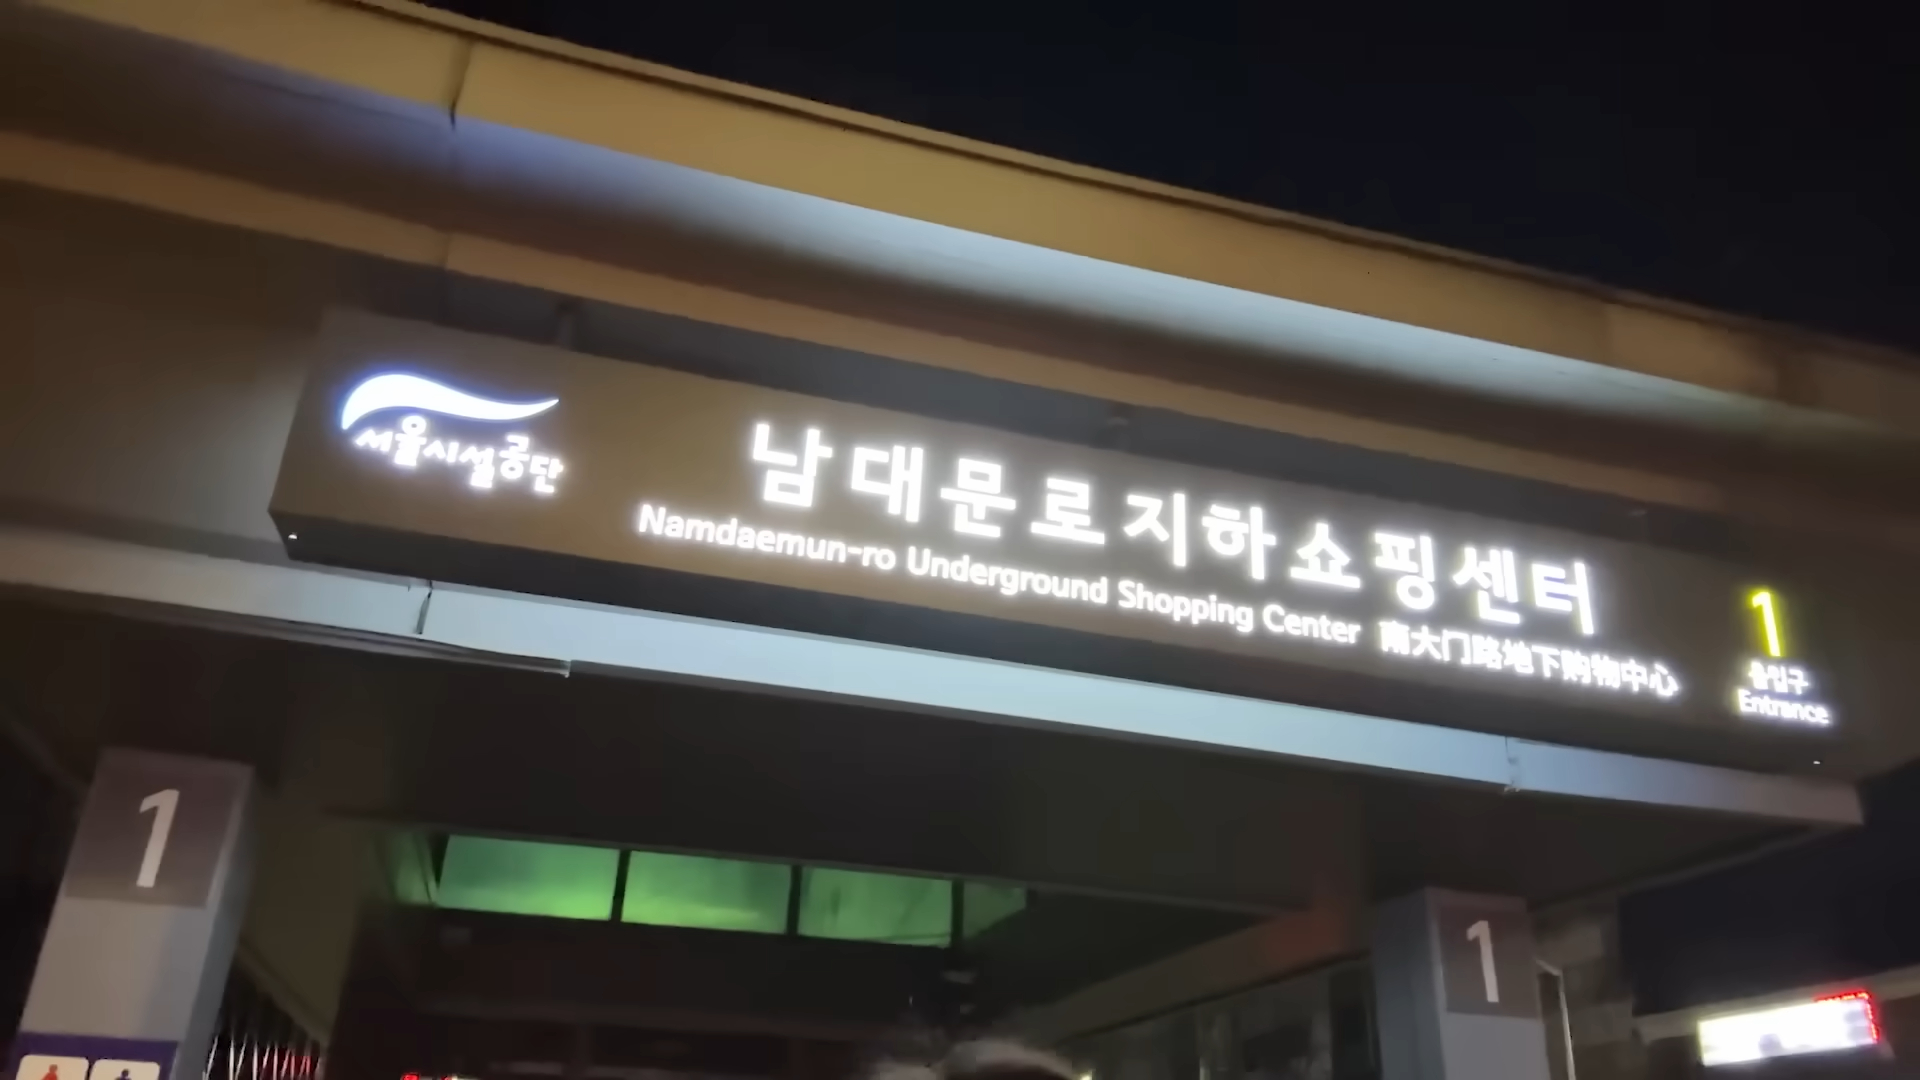 서울시설공단
남대문로지하쇼핑센터
Namdaemun-ro Underground Shopping Center 南大门路地下购物中心
1
출입구
Entrance
1
1